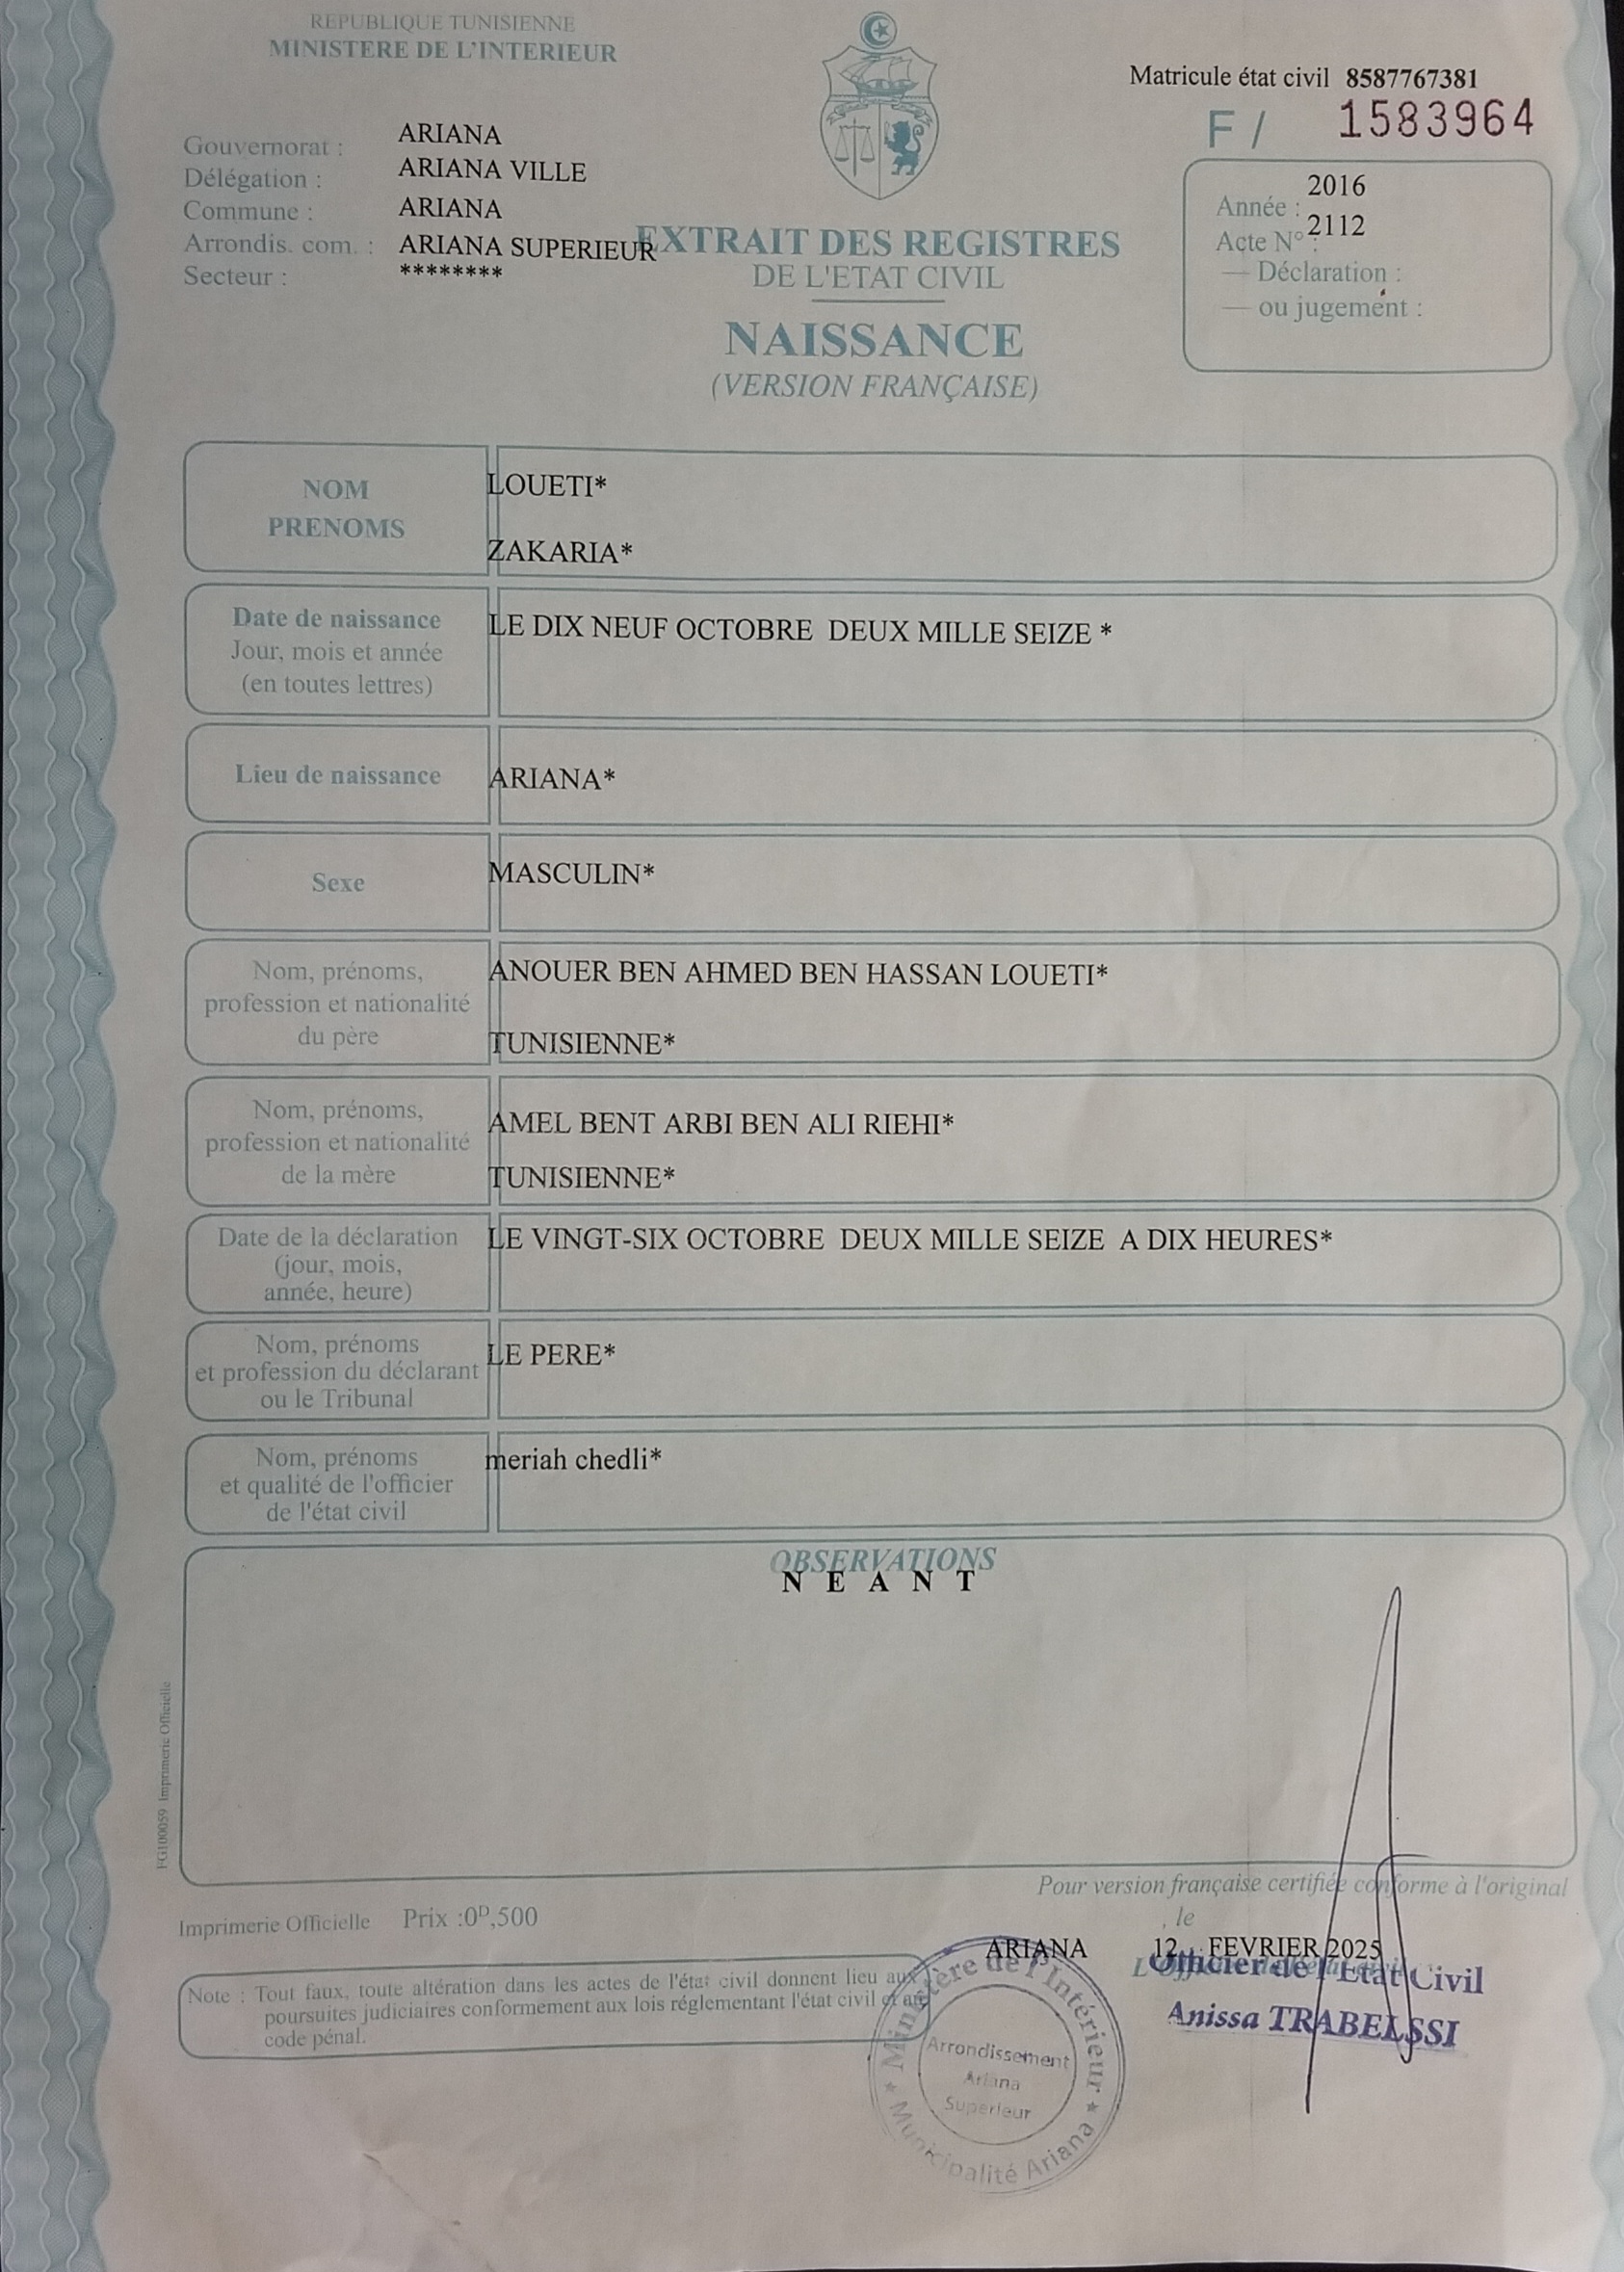 REPUBLIQUE TUNISIENNE
MINISTERE DE L'INTERIEUR
Matricule état civil 8587767381
F / 1583964
Gouvernorat : ARIANA
Délégation : ARIANA VILLE
Commune : ARIANA
Arrondis. com. : ARIANA SUPERIEUR
Secteur : ********
EXTRAIT DES REGISTRES
DE L'ETAT CIVIL
NAISSANCE
(VERSION FRANÇAISE)
Année : 2016
Acte N° : 2112
— Déclaration :
— ou jugement :
NOM
PRENOMS
LOUETI*
ZAKARIA*
Date de naissance
Jour, mois et année
(en toutes lettres)
LE DIX NEUF OCTOBRE DEUX MILLE SEIZE *
Lieu de naissance
ARIANA*
Sexe
MASCULIN*
Nom, prénoms,
profession et nationalité
du père
ANOUER BEN AHMED BEN HASSAN LOUETI*
TUNISIENNE*
Nom, prénoms,
profession et nationalité
de la mère
AMEL BENT ARBI BEN ALI RIEHI*
TUNISIENNE*
Date de la déclaration
(jour, mois,
année, heure)
LE VINGT-SIX OCTOBRE DEUX MILLE SEIZE A DIX HEURES*
Nom, prénoms
et profession du déclarant
ou le Tribunal
LE PERE*
Nom, prénoms
et qualité de l'officier
de l'état civil
meriah chedli*
OBSERVATIONS
N E A N T
FG100059 Imprimerie Officielle
Pour version française certifiée conforme à l'original
Imprimerie Officielle Prix :0D,500
, le
ARIANA 12 FEVRIER 2025
Officier de l'Etat Civil
Anissa TRABELSSI
Note : Tout faux, toute altération dans les actes de l'état civil donnent lieu aux
poursuites judiciaires conformement aux lois réglementant l'état civil et
code pénal.
Ministère de l'Intérieur
Arrondissement
Ariana
Superieur
Municipalité Ariana